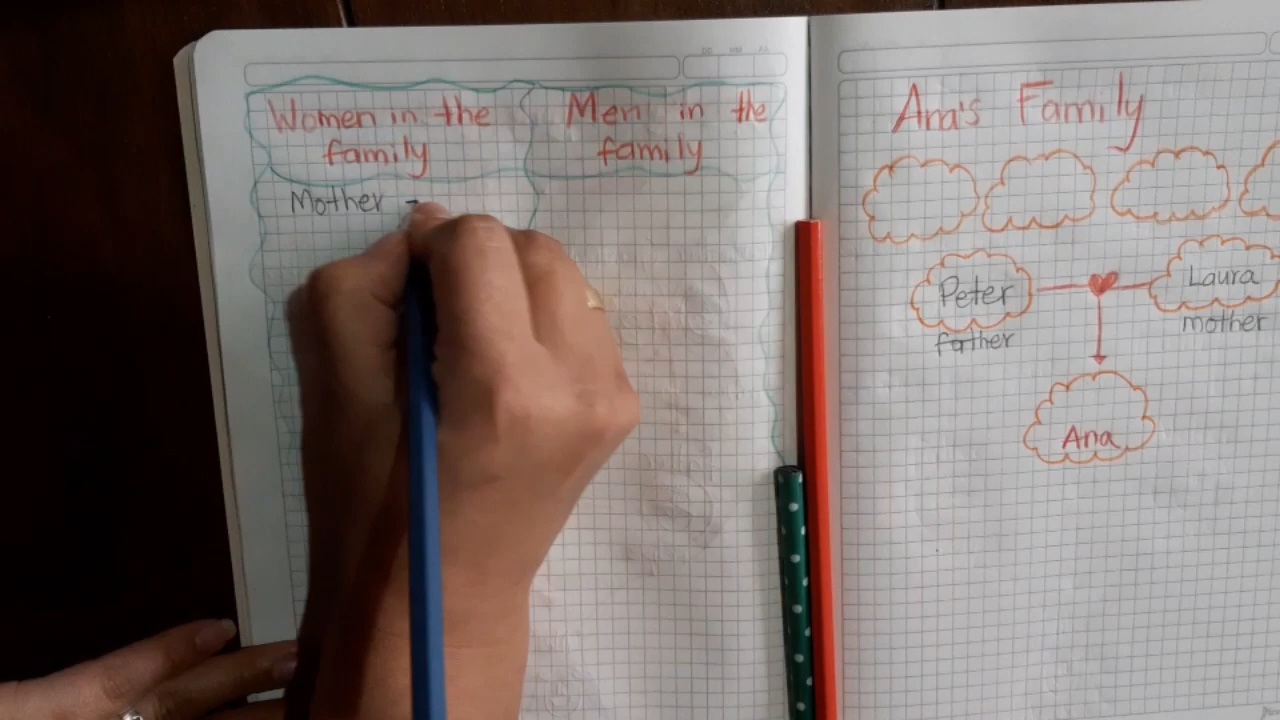 Women in the
family
Men in the
family
Mother -
Ana's Family
Peter
father
Laura
mother
Ana